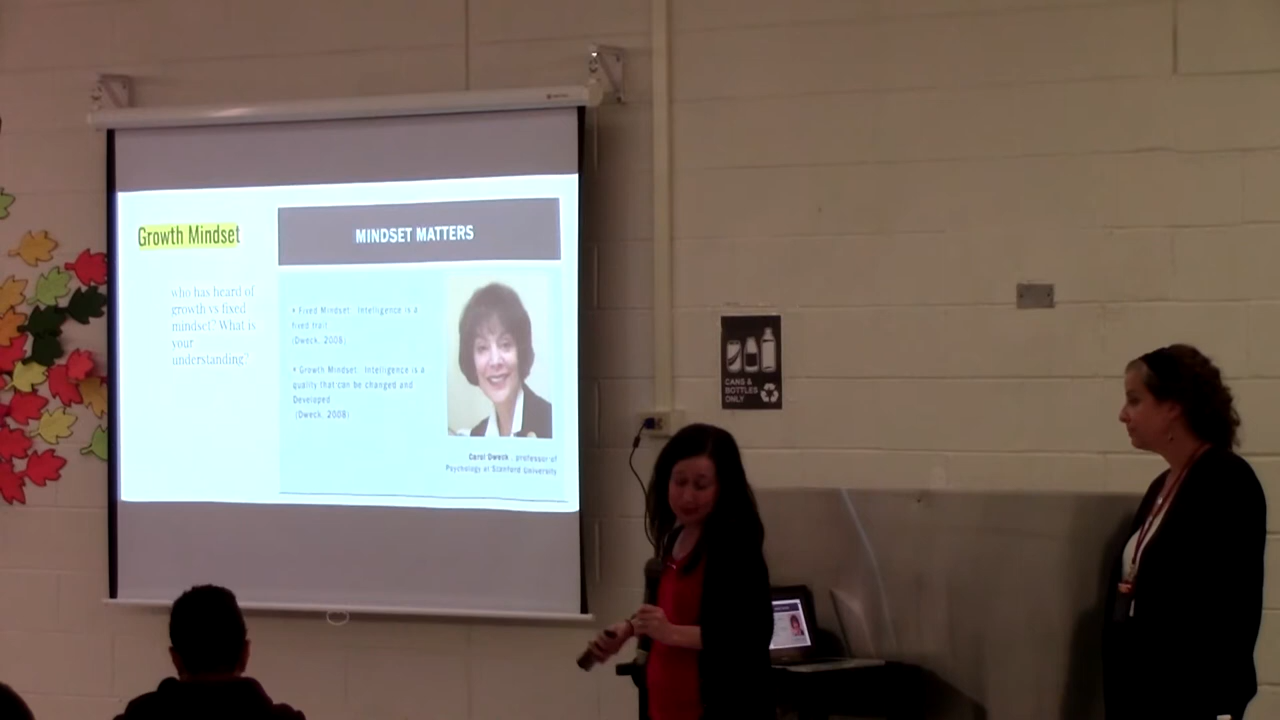 Growth Mindset
who has heard of
growth vs fixed
mindset? What is
your
understanding?
MINDSET MATTERS
• Fixed Mindset: Intelligence is a
fixed trait
(Dweck, 2008)
• Growth Mindset: Intelligence is a
quality that can be changed and
Developed
(Dweck, 2008)
Carol Dweck, professor of
Psychology at Stanford University
CANS &
BOTTLES
ONLY